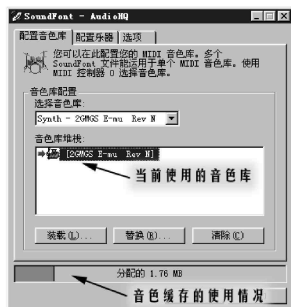 SoundFont - AudioHQ
配置音色库 配置乐器 选项
您可以在此配置您的 MIDI 音色库。多个
SoundFont 文件能运用于单个 MIDI 音色库。使用
MIDI 控制器 0 选择音色库。
音色库配置
选择音色库:
Synth - 2GMGS E-mu Rev N
音色库堆栈:
[2GMGS E-mu Rev N]
当前使用的音色库
装载(L)... 替换(R)... 清除(C)
分配的 1.76 MB
音色缓存的使用情况